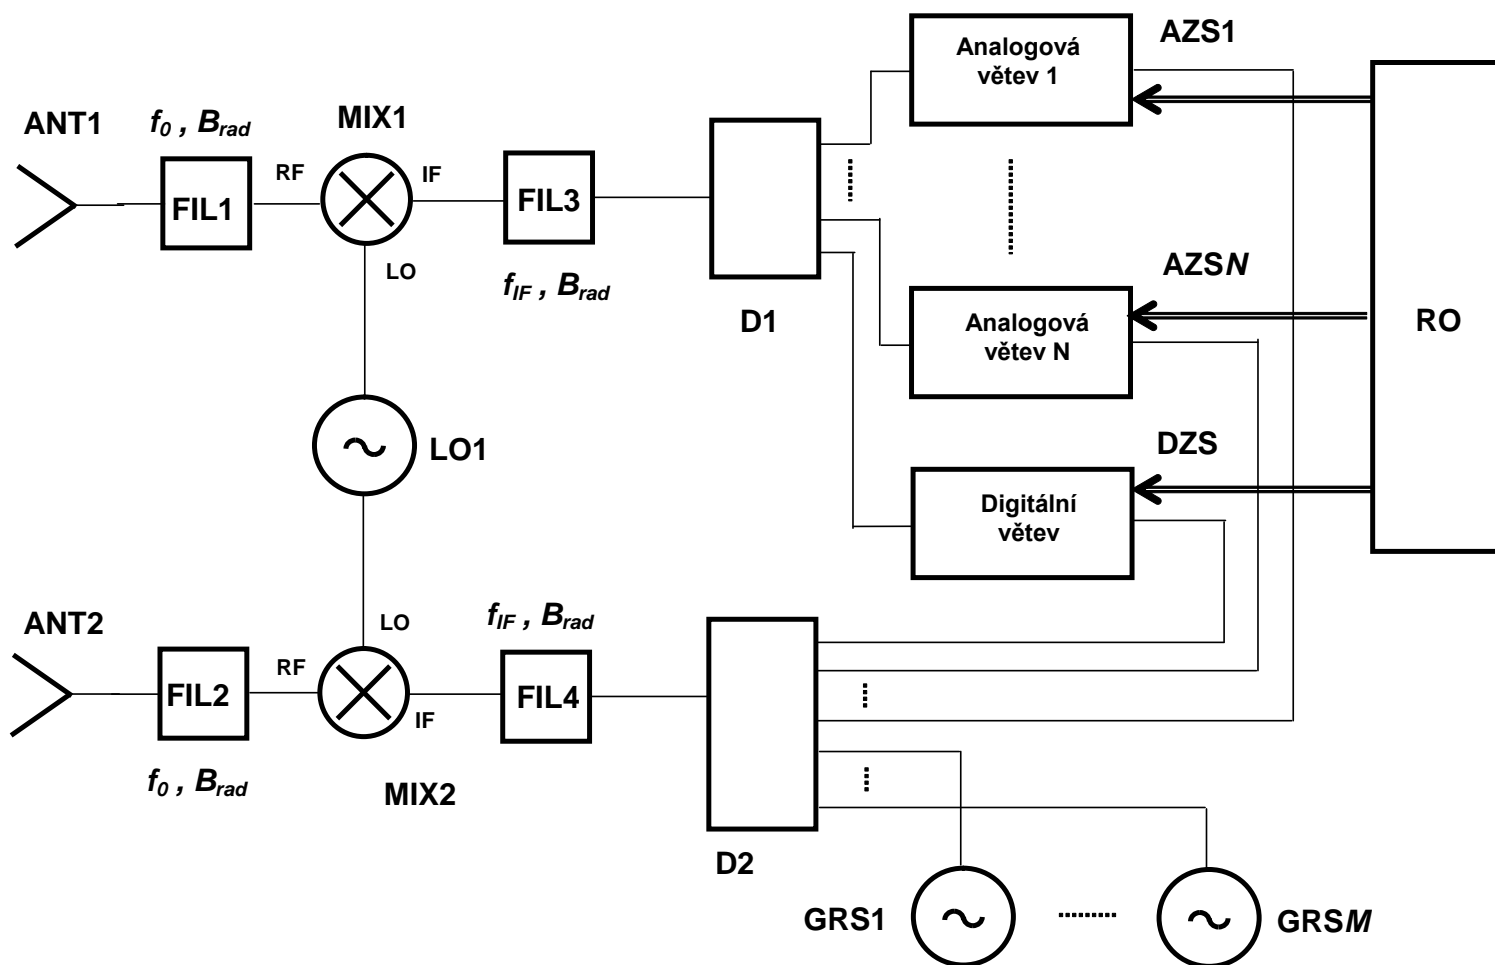 AZS1
Analogová
větev 1
ANT1
f0 , Brad
MIX1
RF
IF
FIL1
FIL3
LO
fIF , Brad
D1
AZSN
Analogová
větev N
RO
LO1
DZS
Digitální
větev
ANT2
LO
fIF , Brad
RF
FIL2
IF
FIL4
f0 , Brad
MIX2
D2
GRS1
GRSM